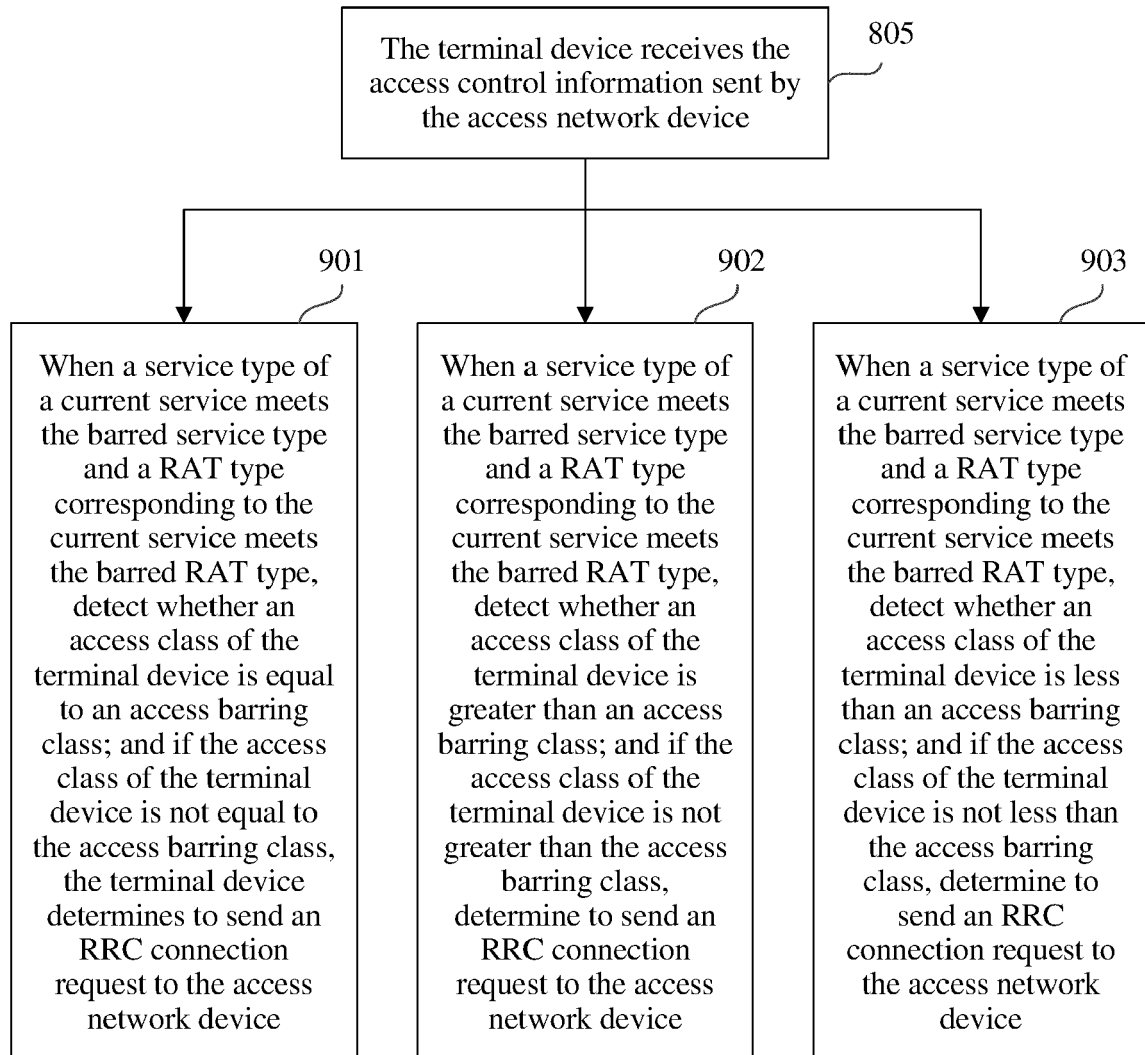 The terminal device receives the
access control information sent by
the access network device
805
901
When a service type of
a current service meets
the barred service type
and a RAT type
corresponding to the
current service meets
the barred RAT type,
detect whether an
access class of the
terminal device is equal
to an access barring
class; and if the access
class of the terminal
device is not equal to
the access barring class,
the terminal device
determines to send an
RRC connection
request to the access
network device
902
When a service type of
a current service meets
the barred service type
and a RAT type
corresponding to the
current service meets
the barred RAT type,
detect whether an
access class of the
terminal device is
greater than an access
barring class; and if the
access class of the
terminal device is not
greater than the access
barring class,
determine to send an
RRC connection
request to the access
network device
903
When a service type of
a current service meets
the barred service type
and a RAT type
corresponding to the
current service meets
the barred RAT type,
detect whether an
access class of the
terminal device is less
than an access barring
class; and if the access
class of the terminal
device is not less than
the access barring
class, determine to
send an RRC
connection request to
the access network
device